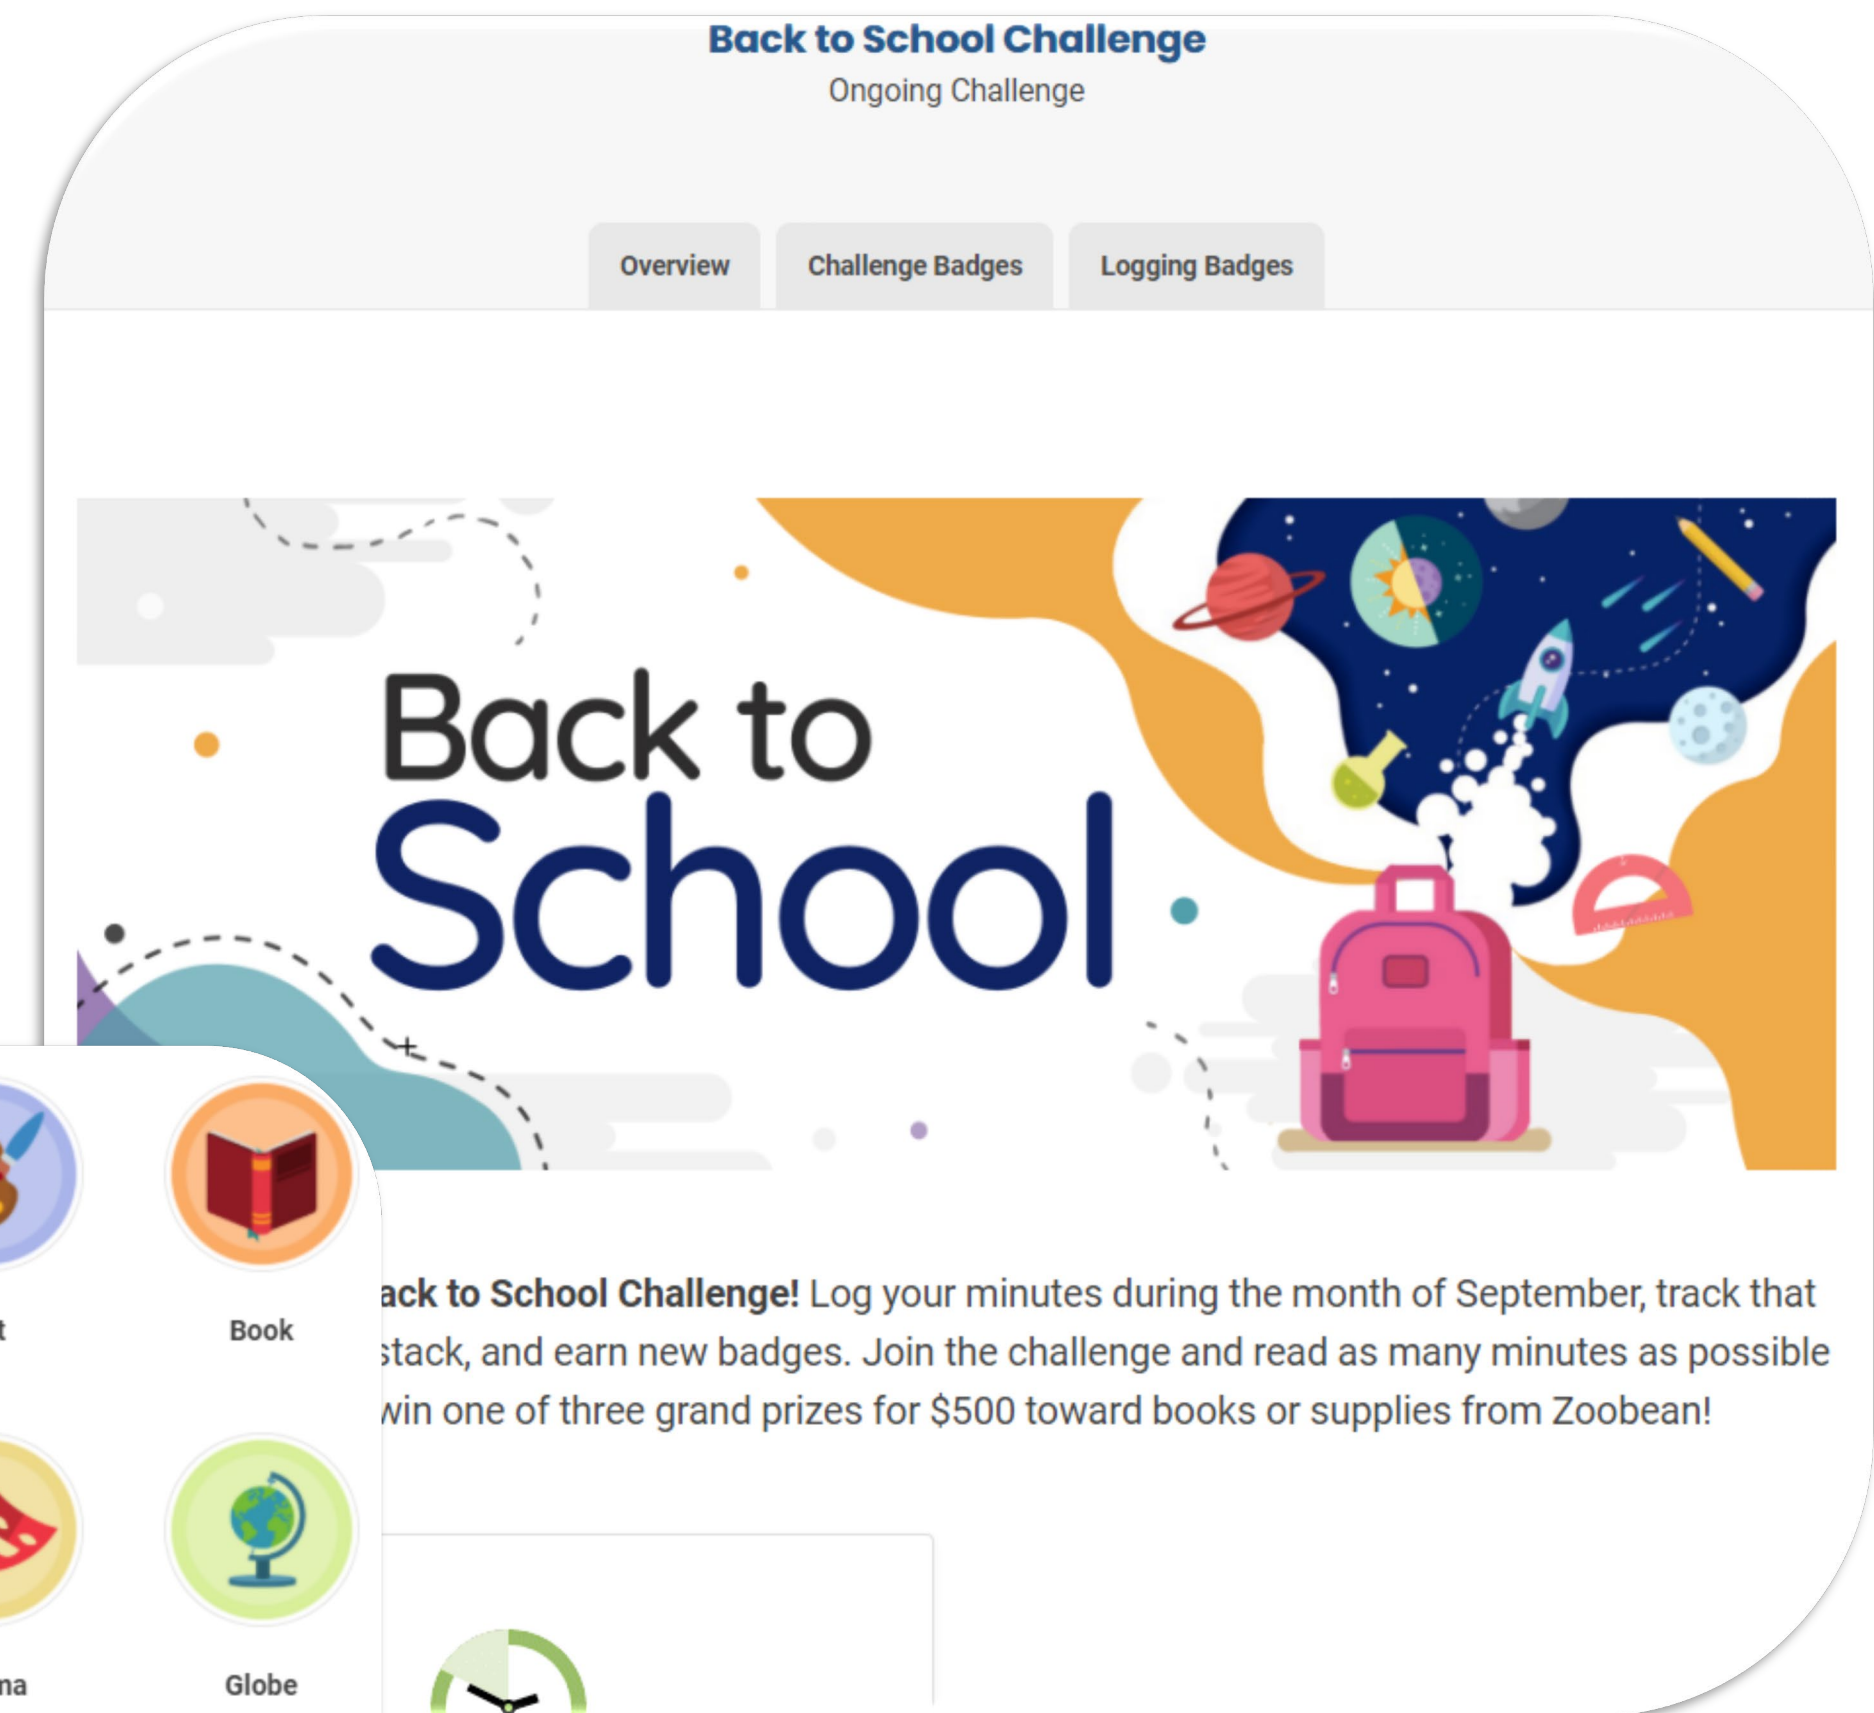 Back to School Challenge
Ongoing Challenge
Overview
Challenge Badges
Logging Badges
Back to
School
ack to School Challenge! Log your minutes during the month of September, track that
stack, and earn new badges. Join the challenge and read as many minutes as possible
win one of three grand prizes for $500 toward books or supplies from Zoobean!
t
Book
ma
Globe